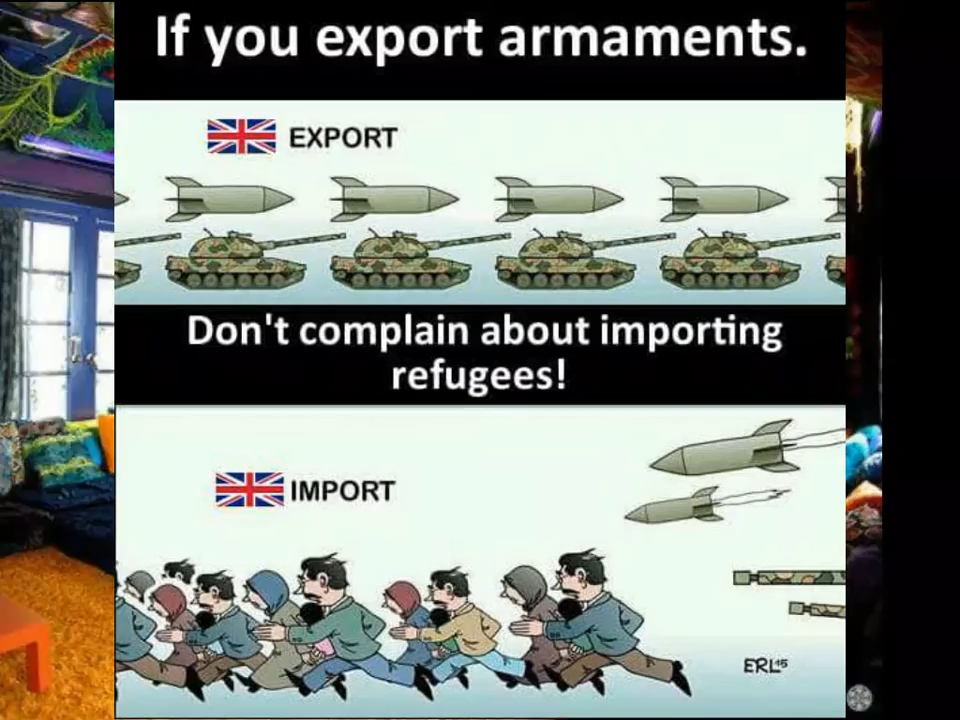 If you export armaments.
EXPORT
Don't complain about importing
refugees!
IMPORT
ERL15